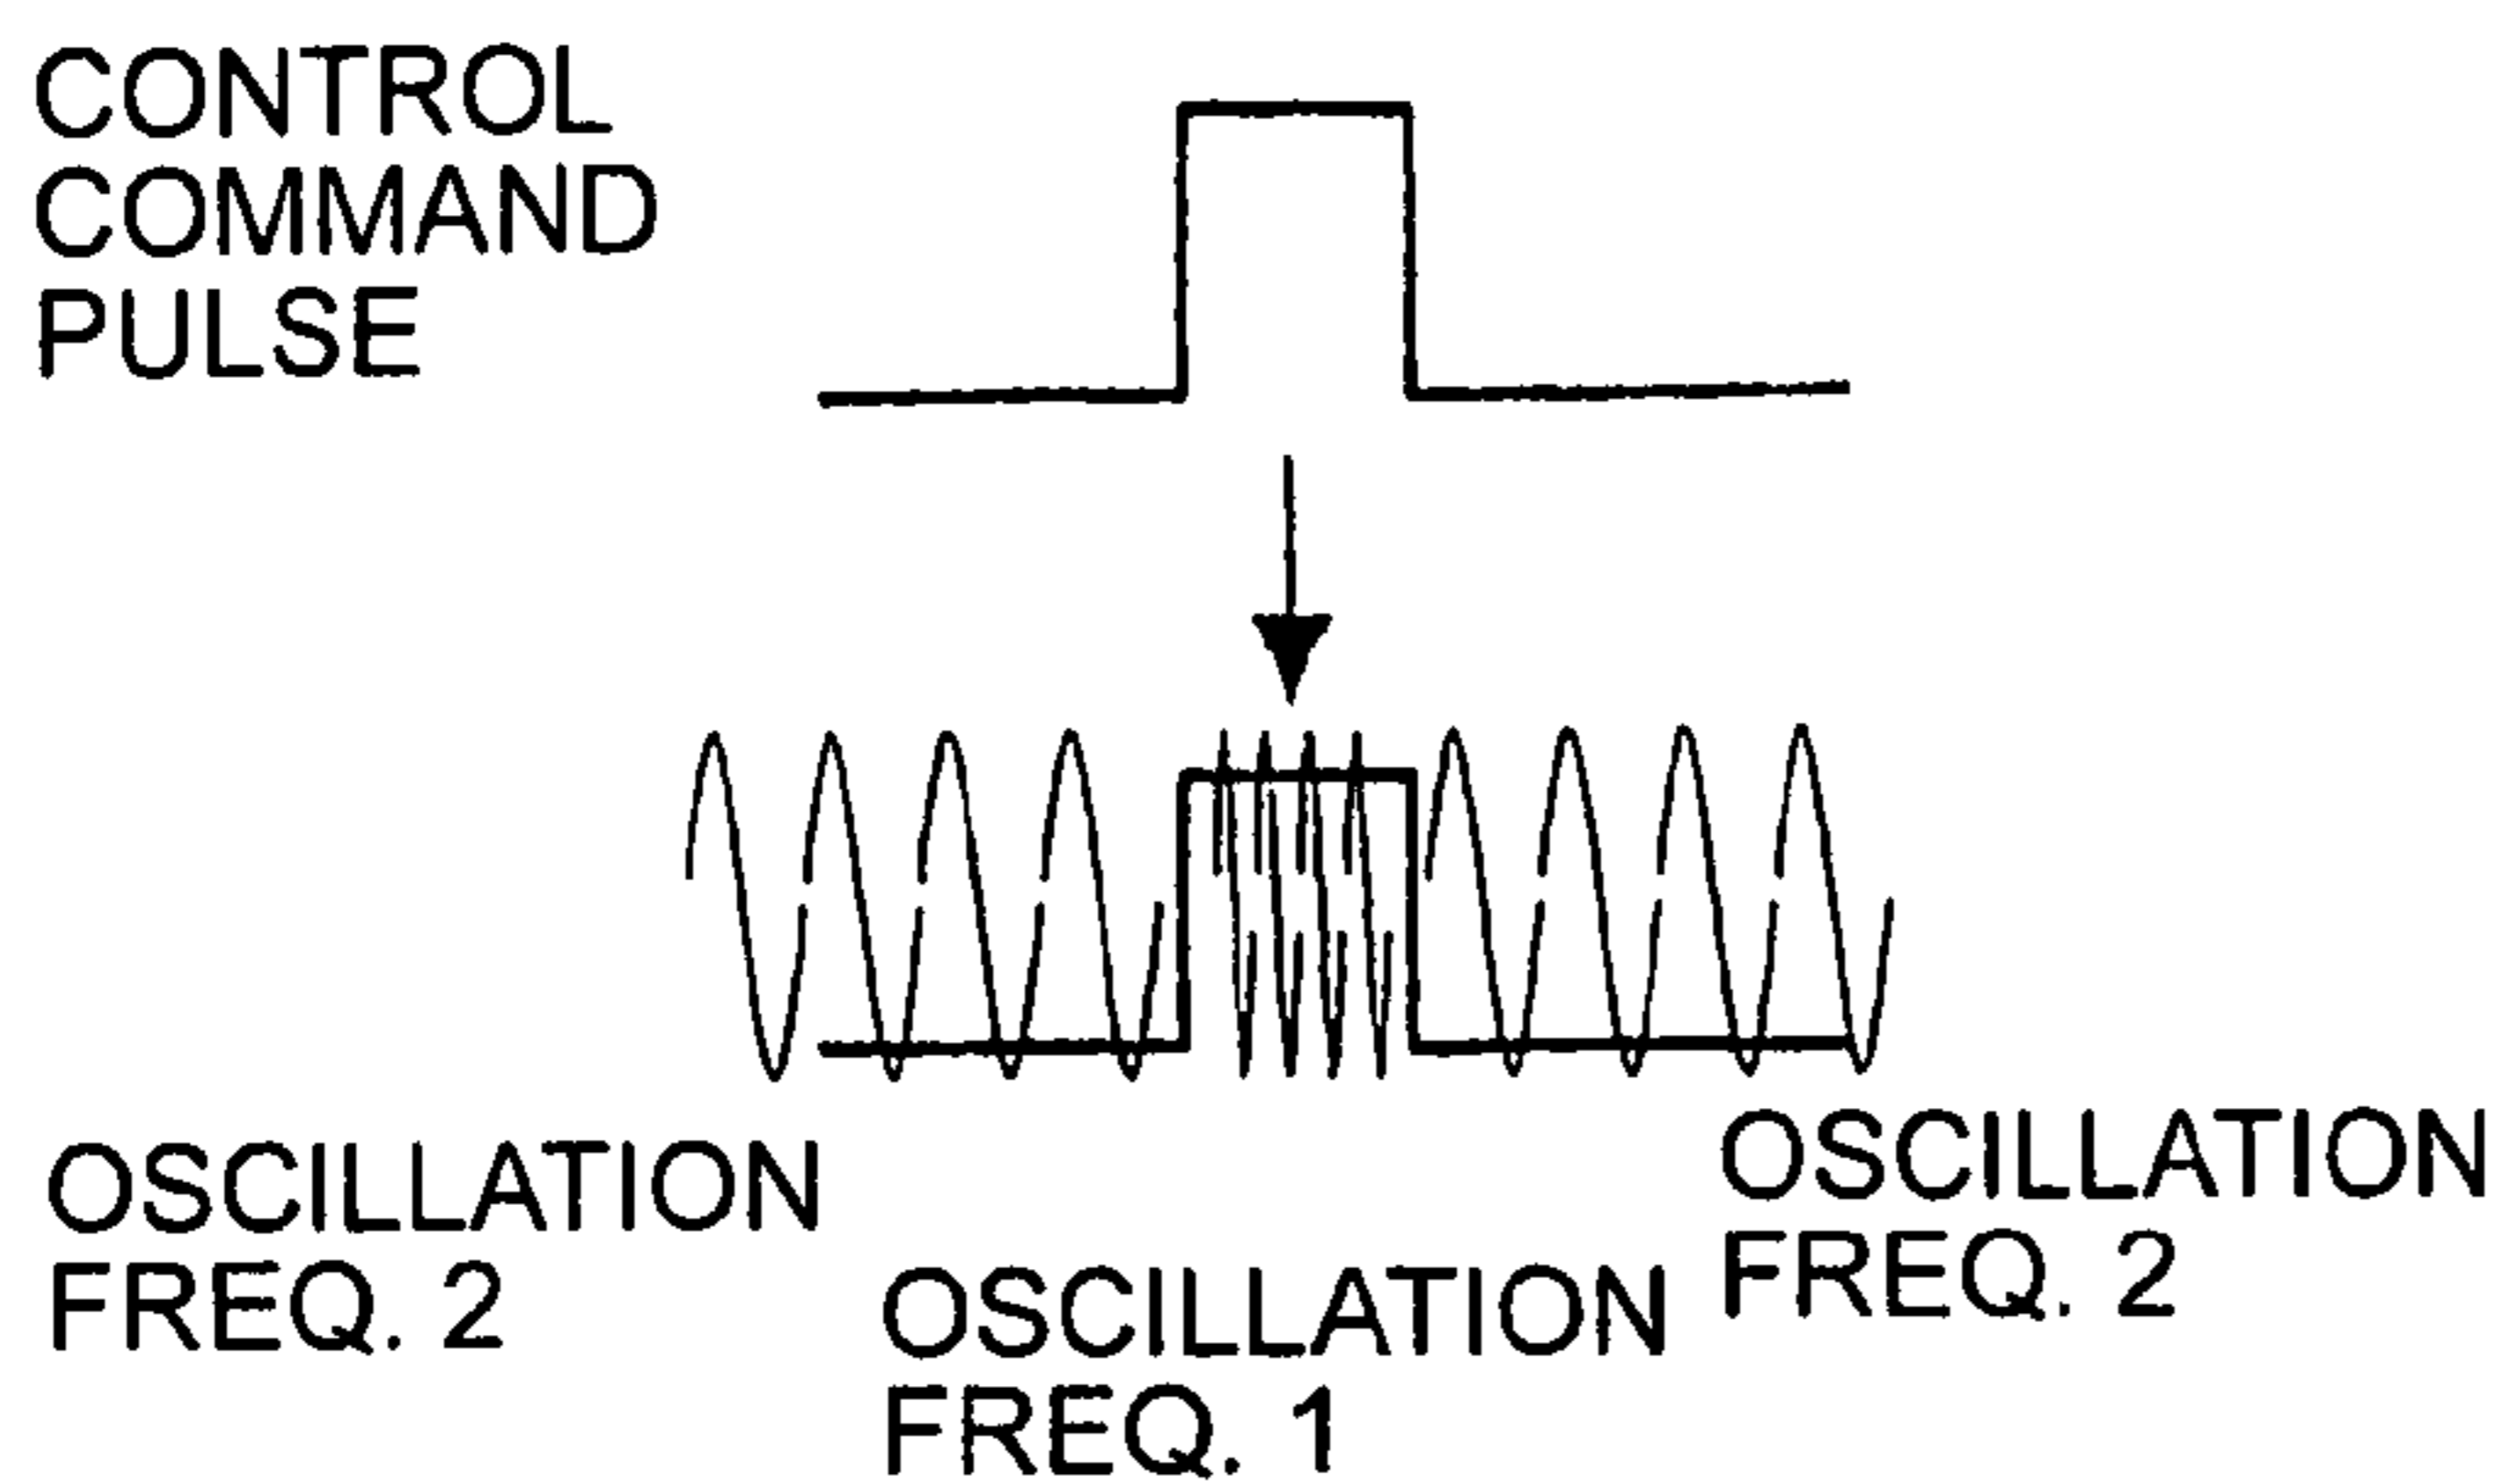 CONTROL
COMMAND
PULSE
OSCILLATION
FREQ. 2
OSCILLATION
FREQ. 1
OSCILLATION
FREQ. 2